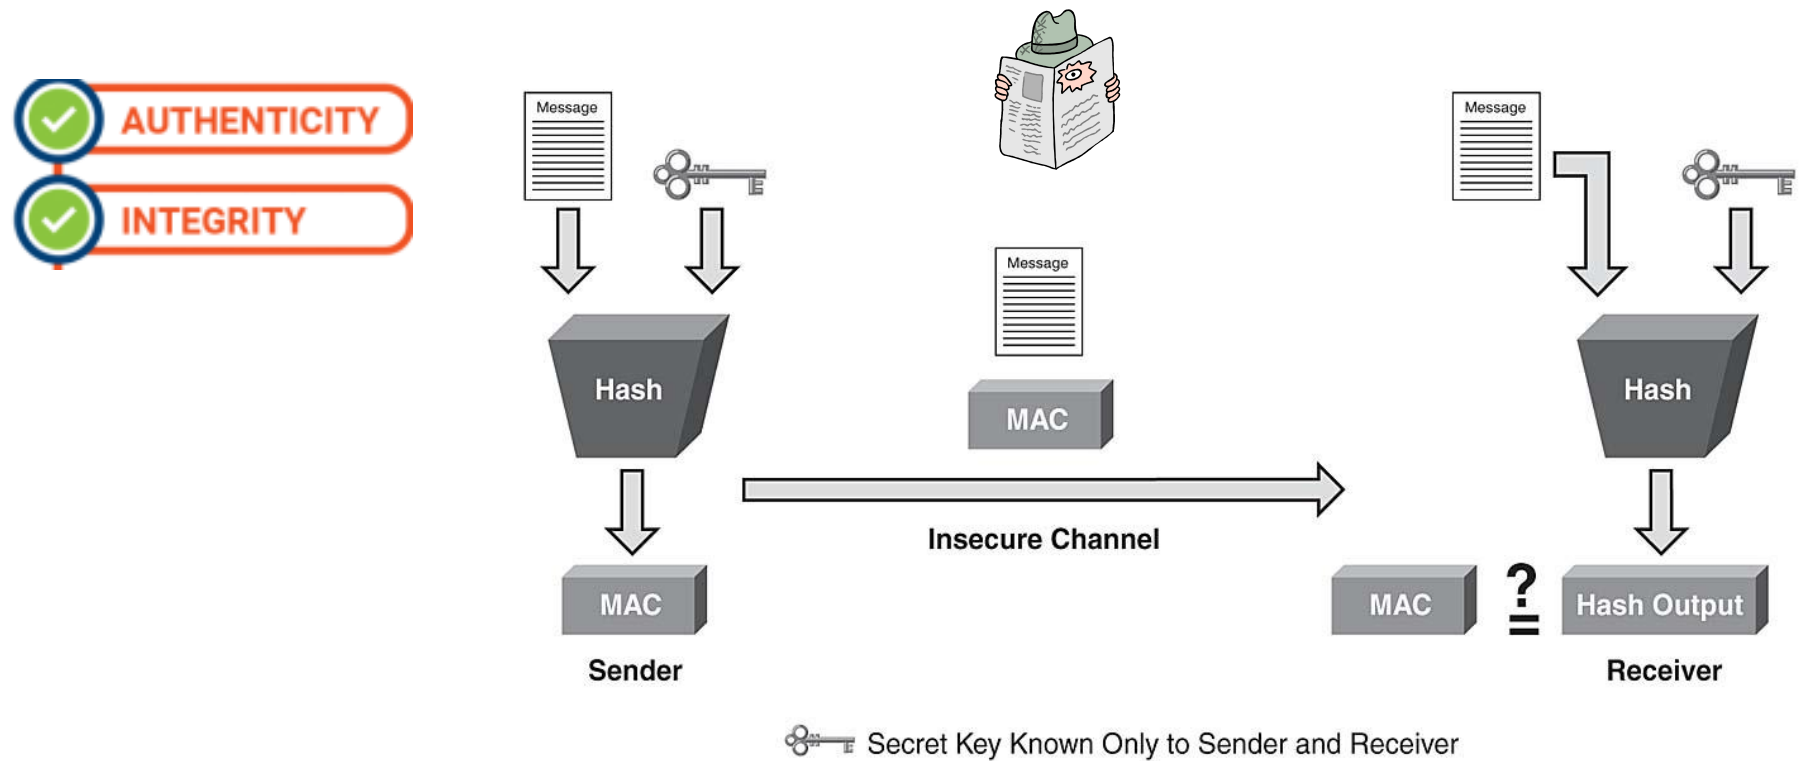 AUTHENTICITY
INTEGRITY
Message
Hash
MAC
Sender
Message
MAC
Insecure Channel
Message
Hash
MAC
?
=
Hash Output
Receiver
Secret Key Known Only to Sender and Receiver